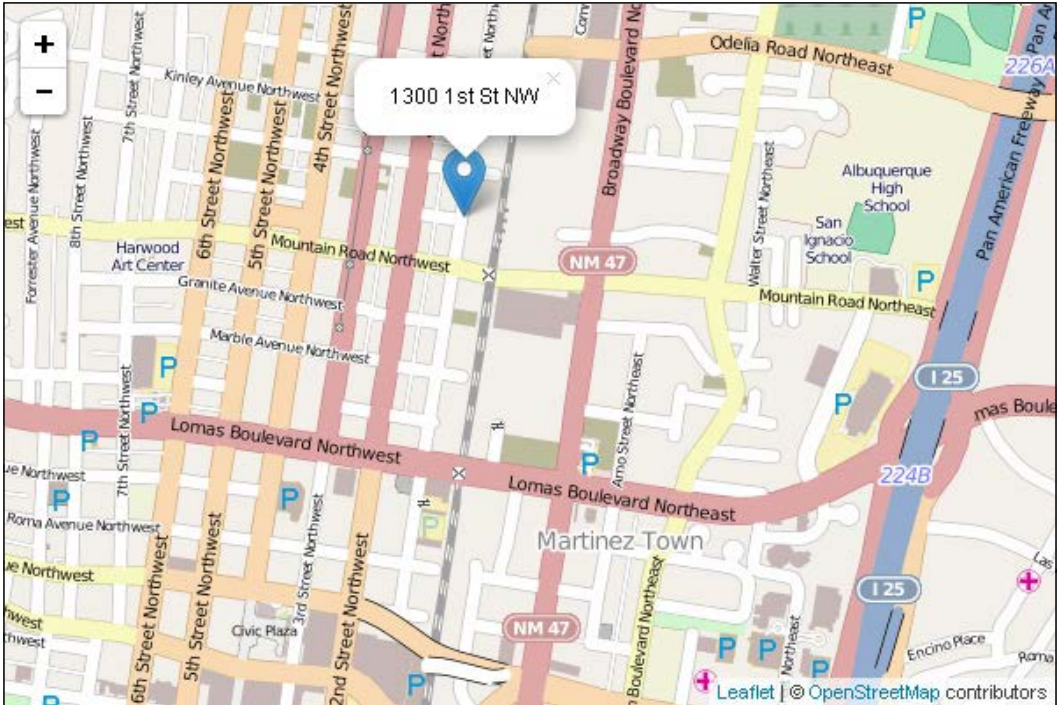 +
−
1300 1st St NW
×
Odelia Road Northeast
226A
Kinley Avenue Northwest
Forrester Avenue Northwest
8th Street Northwest
7th Street Northwest
6th Street Northwest
5th Street Northwest
4th Street Northwest
Broadway Boulevard
Walter Street Northeast
Pan American Freeway
Albuquerque
High
School
San
Ignacio
School
P
P
Harwood
Art Center
Mountain Road Northwest
NM 47
Mountain Road Northeast
Granite Avenue Northwest
Marble Avenue Northwest
I 25
P
P
P
P
P
P
P
7th Street Northwest
Lomas Boulevard Northwest
Arno Street Northeast
Lomas Boulevard Northeast
224B
P
Roma Avenue Northwest
Martinez Town
6th Street Northwest
5th Street Northwest
3rd Street Northwest
2nd Street Northwest
Civic Plaza
NM 47
I 25
Boulevard Northeast
Northeast
Encino Place
Roma
P
P
P
P
P
Leaflet | © OpenStreetMap contributors